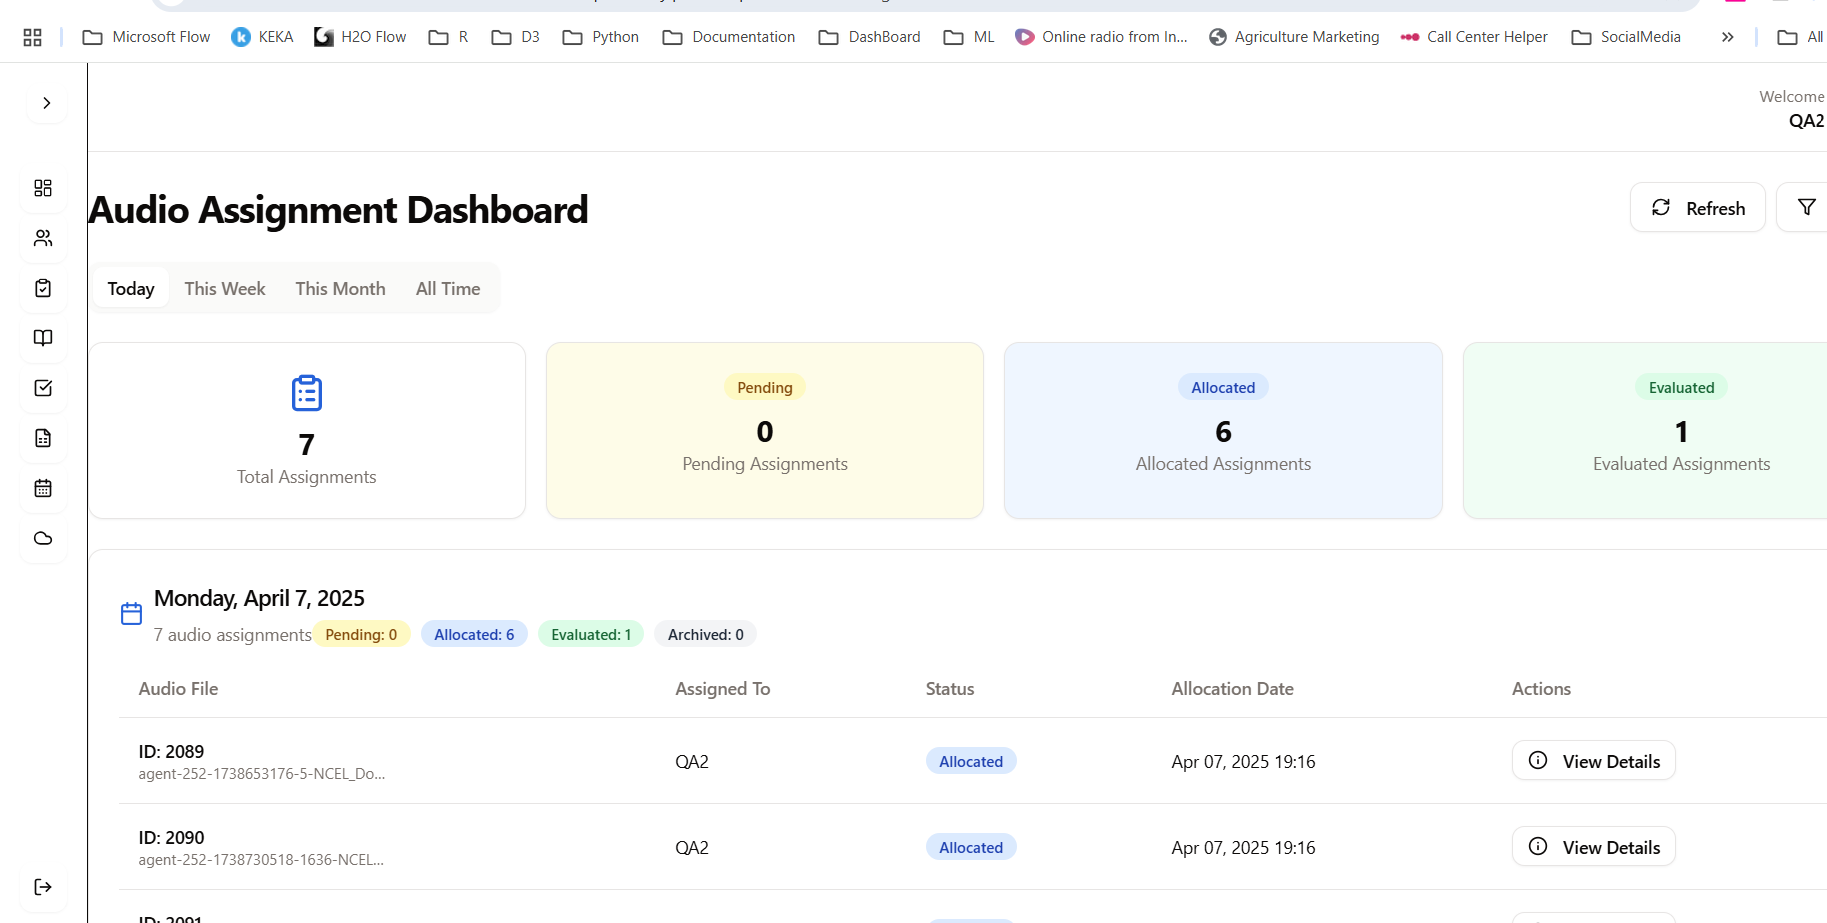 Microsoft Flow KEKA H2O Flow R D3 Python Documentation DashBoard ML Online radio from In... Agriculture Marketing Call Center Helper SocialMedia » All
Welcome
QA2
Audio Assignment Dashboard
Refresh
Today This Week This Month All Time
7
Total Assignments
Pending
0
Pending Assignments
Allocated
6
Allocated Assignments
Evaluated
1
Evaluated Assignments
Monday, April 7, 2025
7 audio assignments Pending: 0 Allocated: 6 Evaluated: 1 Archived: 0
Audio File Assigned To Status Allocation Date Actions
ID: 2089
agent-252-1738653176-5-NCEL_Do...
QA2 Allocated Apr 07, 2025 19:16 View Details
ID: 2090
agent-252-1738730518-1636-NCEL...
QA2 Allocated Apr 07, 2025 19:16 View Details
ID: 2091